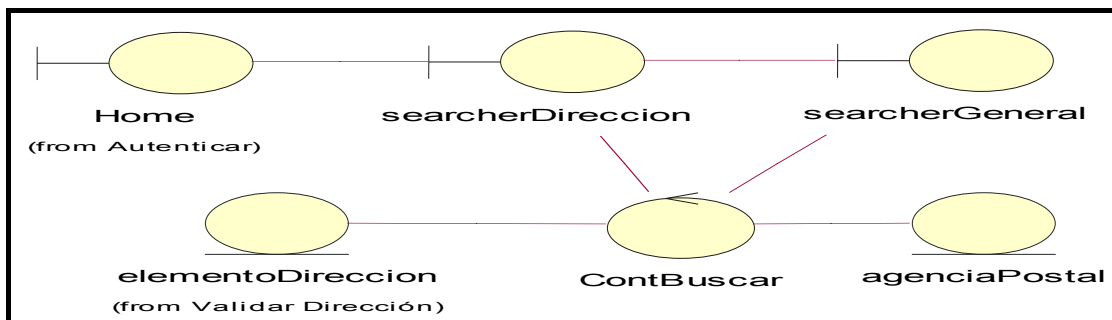 Home
(from Autenticar)
searcherDireccion
searcherGeneral
elementoDireccion
(from Validar Dirección)
ContBuscar
agenciaPostal